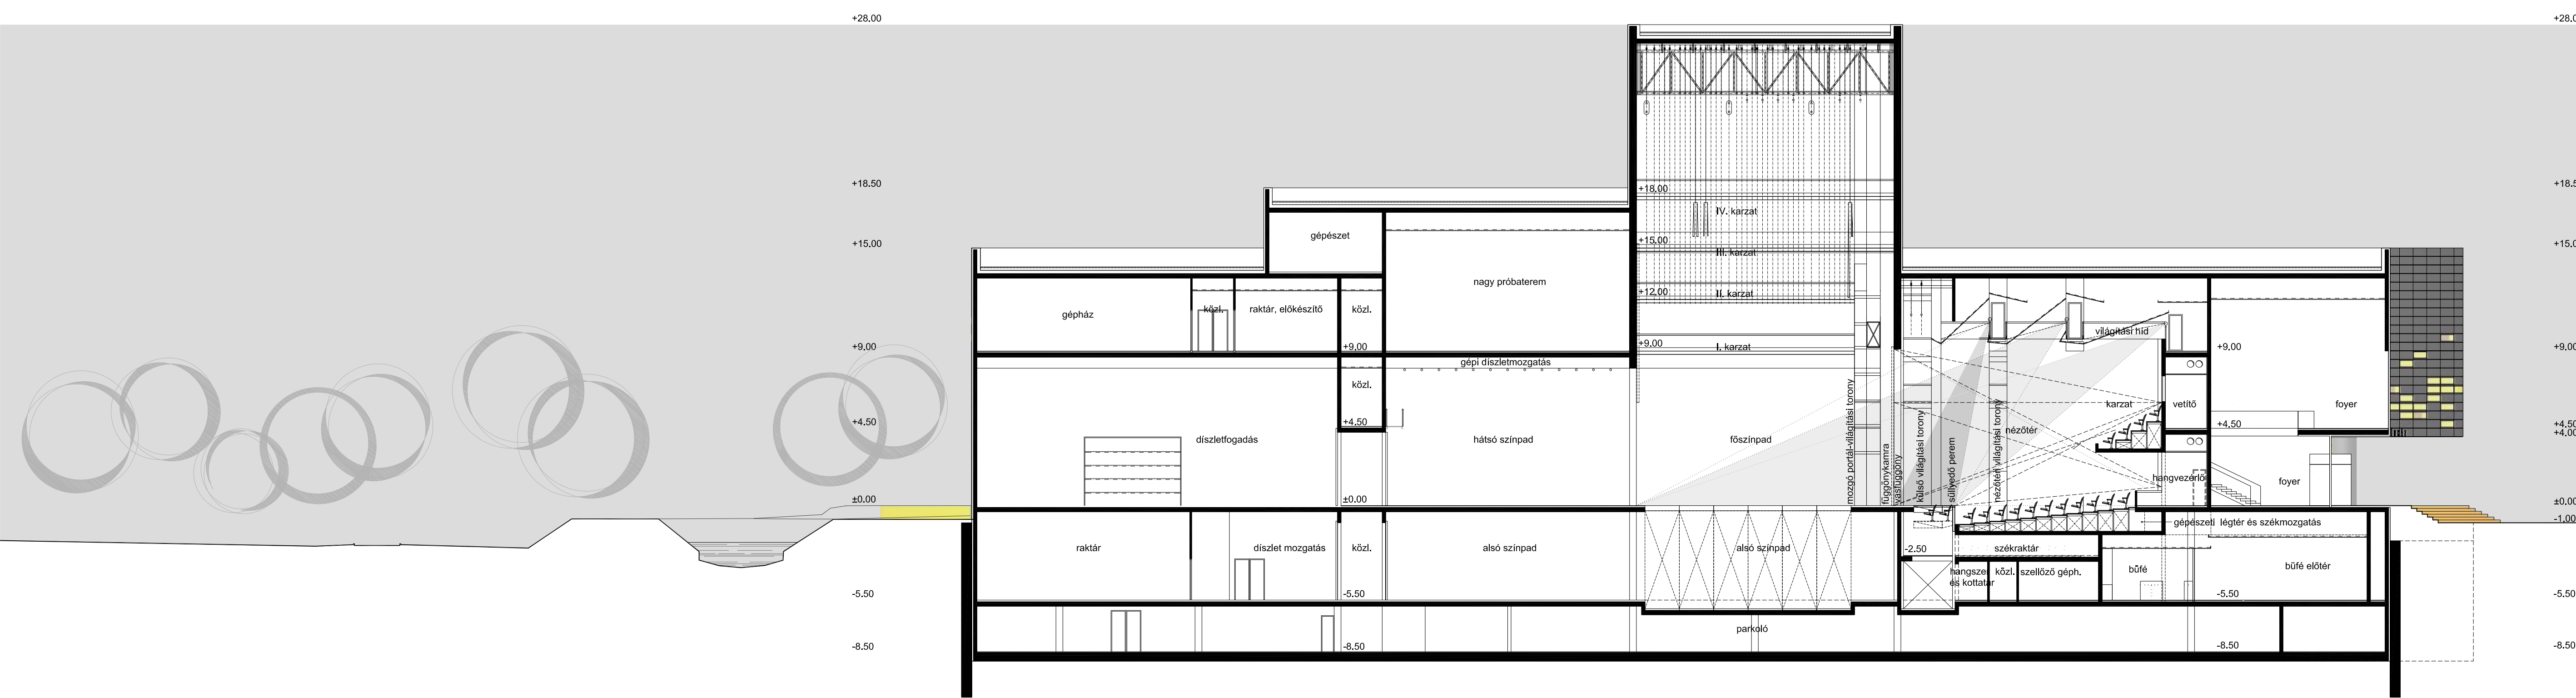 +28.00
+18.50
+15.00
+9.00
+4.50
±0.00
-5.50
-8.50
gépészet
nagy próbaterem
gépház
közl.
raktár, előkészítő
közl.
+9,00
gépi díszletmozgatás
közl.
+4.50
díszletfogadás
hátsó színpad
főszínpad
±0.00
raktár
díszlet mozgatás
közl.
alsó színpad
alsó színpad
-5.50
-8.50
parkoló
+18.00
IV. karzat
+15.00
III. karzat
+12.00
II. karzat
+9.00
I. karzat
mozgó portál-világítási torony
függönykamra
vasfüggöny
külső világítási torony
süllyedő perem
nézőtéri világítási torony
nézőtér
világítási híd
karzat
vetítő
hangvezérlő
+9,00
foyer
+4,50
foyer
gépészeti légtér és székmozgatás
-2.50
székraktár
hangszer
és kottatár
közl.
szellőző géph.
büfé
büfé előtér
-5.50
-8.50
+28.0
+18.5
+15.0
+9.00
+4.50
+4.00
±0.00
-1.00
-5.50
-8.50